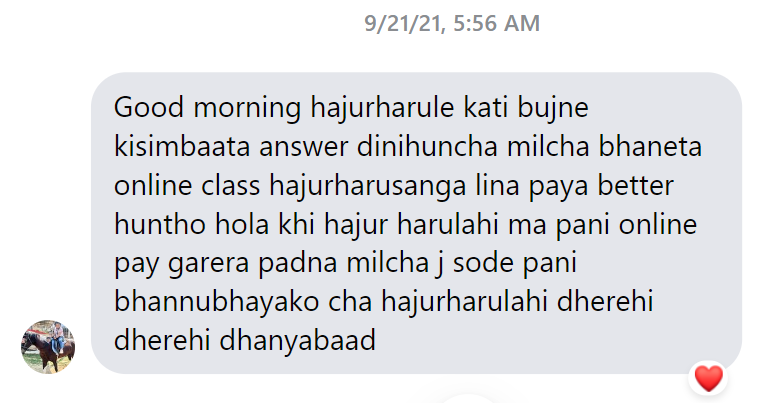 9/21/21, 5:56 AM
Good morning hajurharule kati bujne
kisimbaata answer dinihuncha milcha bhaneta
online class hajurharusanga lina paya better
huntho hola khi hajur harulahi ma pani online
pay garera padna milcha j sode pani
bhannubhayako cha hajurharulahi dherehi
dherehi dhanyabaad